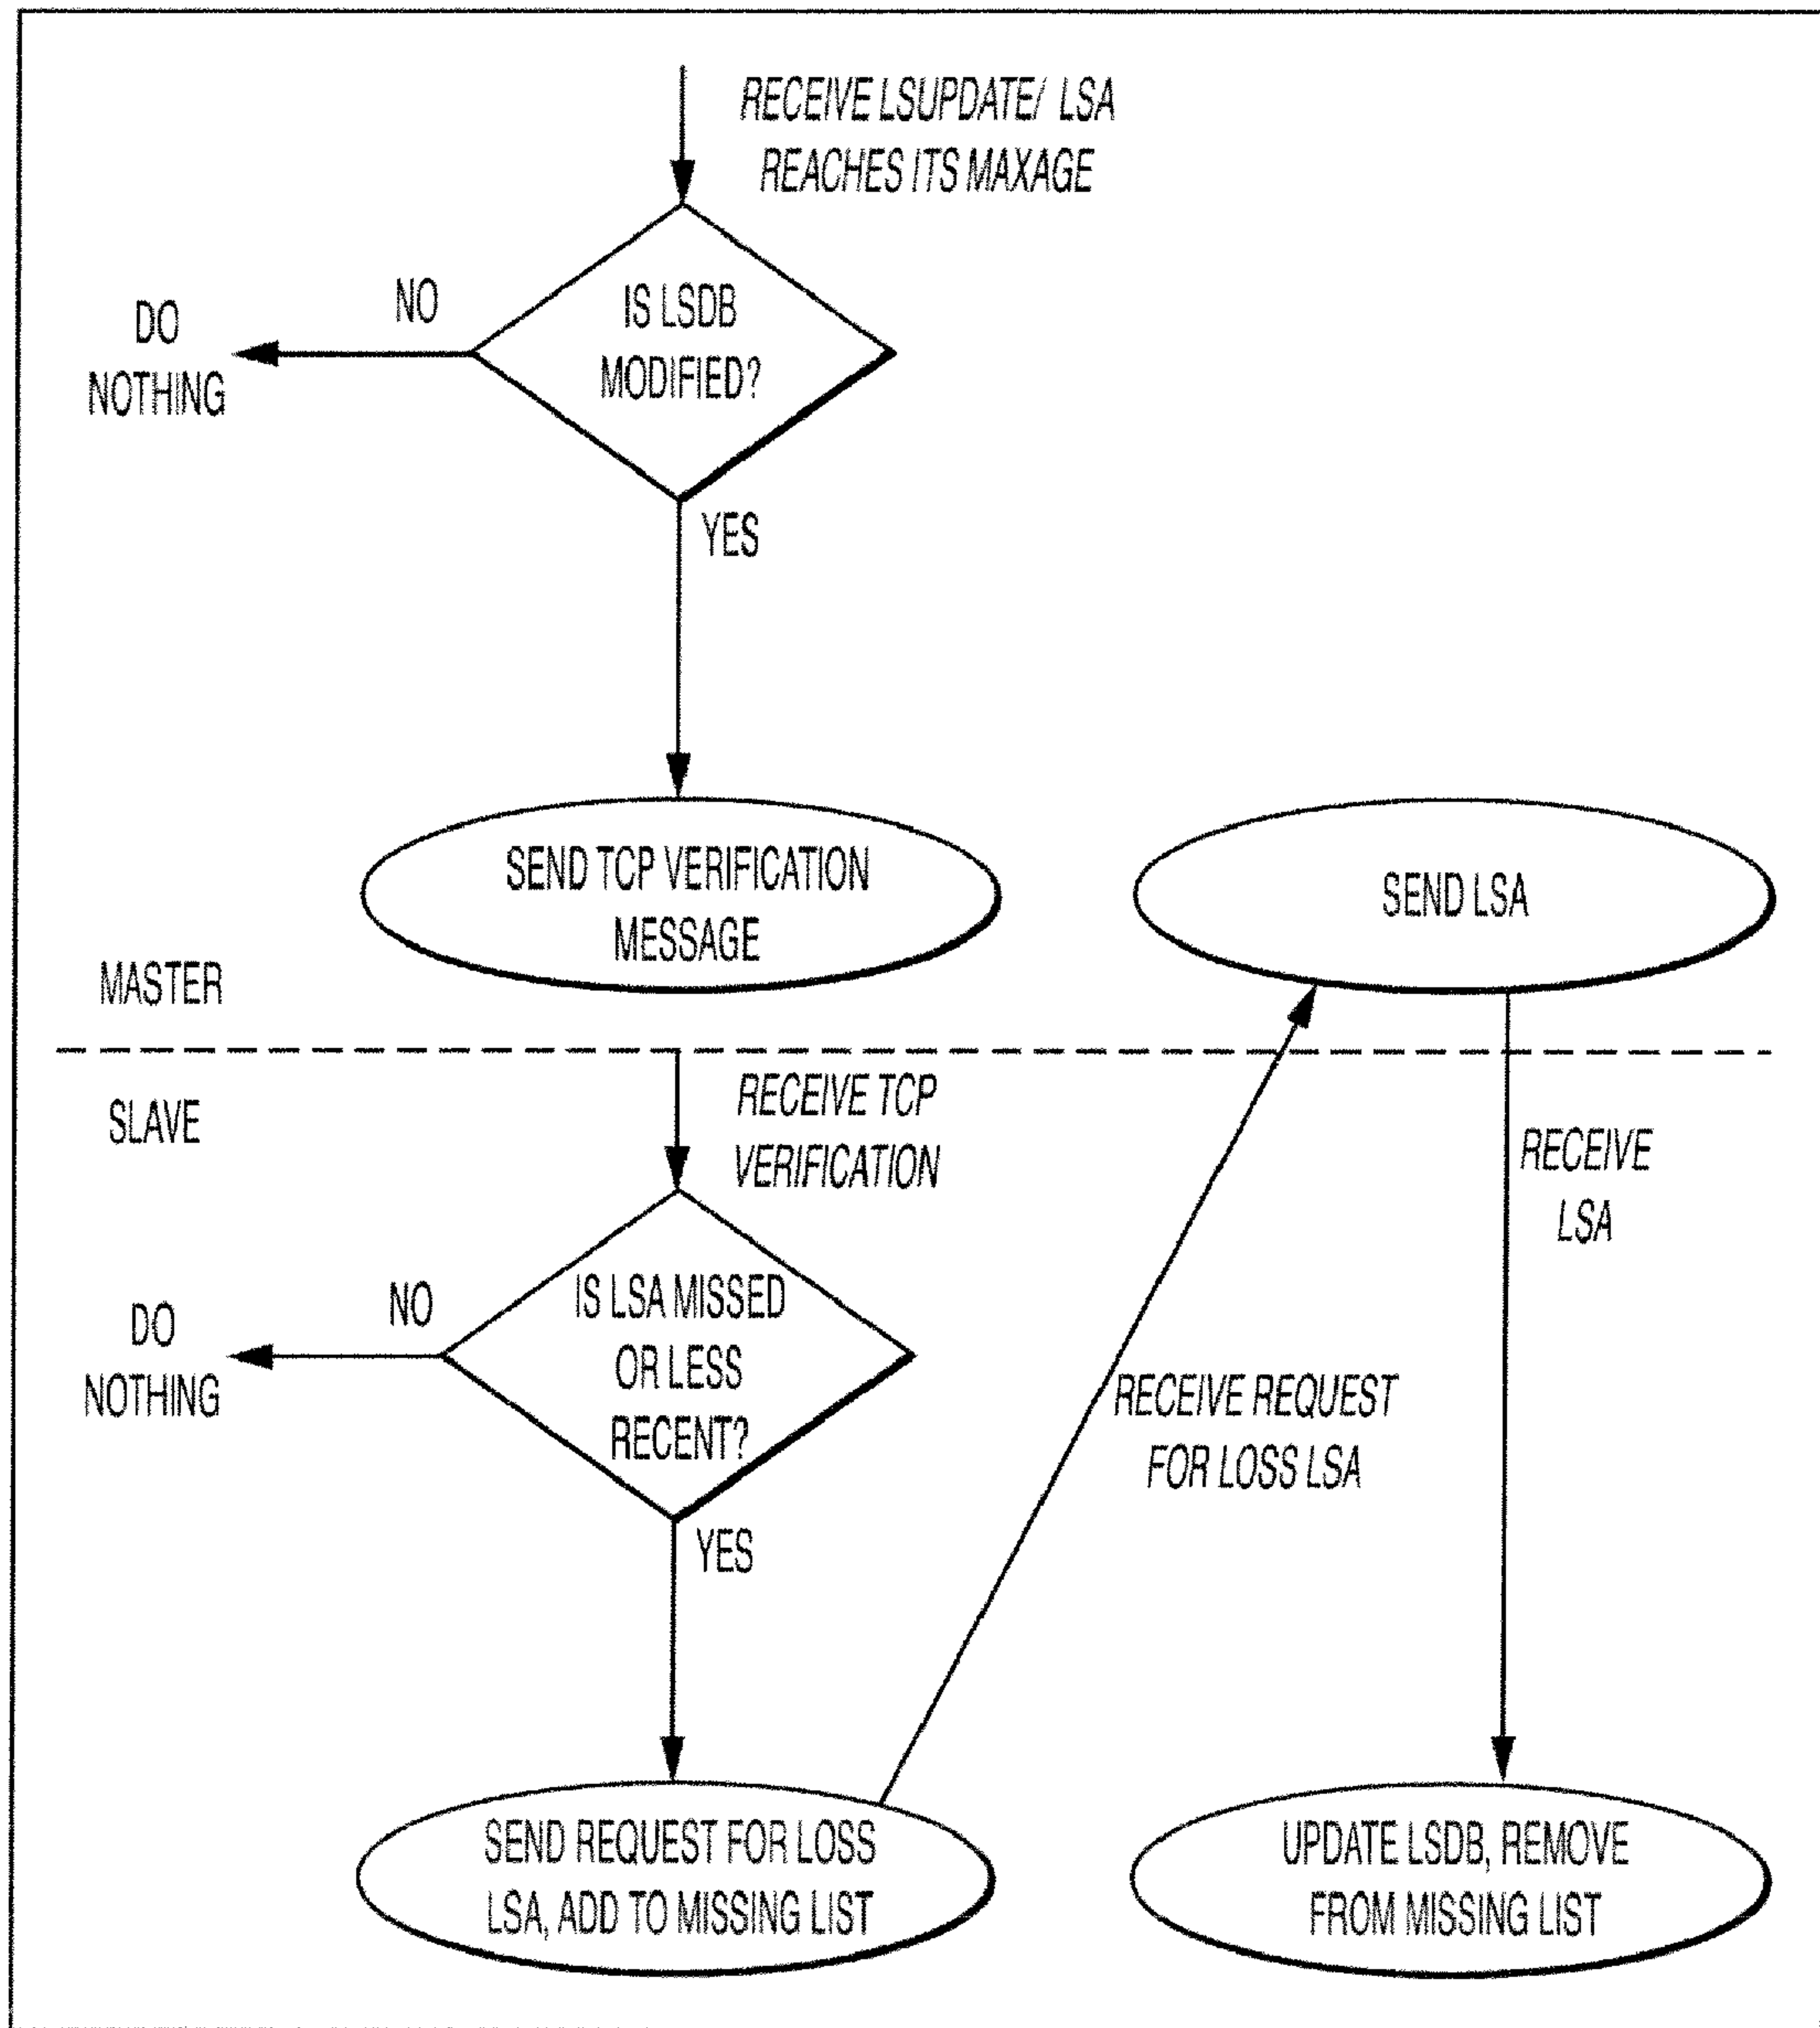 RECEIVE LSUPDATE/ LSA
REACHES ITS MAXAGE
IS LSDB
MODIFIED?
NO
DO
NOTHING
YES
SEND TCP VERIFICATION
MESSAGE
SEND LSA
MASTER
SLAVE
RECEIVE TCP
VERIFICATION
RECEIVE
LSA
IS LSA MISSED
OR LESS
RECENT?
NO
DO
NOTHING
RECEIVE REQUEST
FOR LOSS LSA
YES
SEND REQUEST FOR LOSS
LSA, ADD TO MISSING LIST
UPDATE LSDB, REMOVE
FROM MISSING LIST